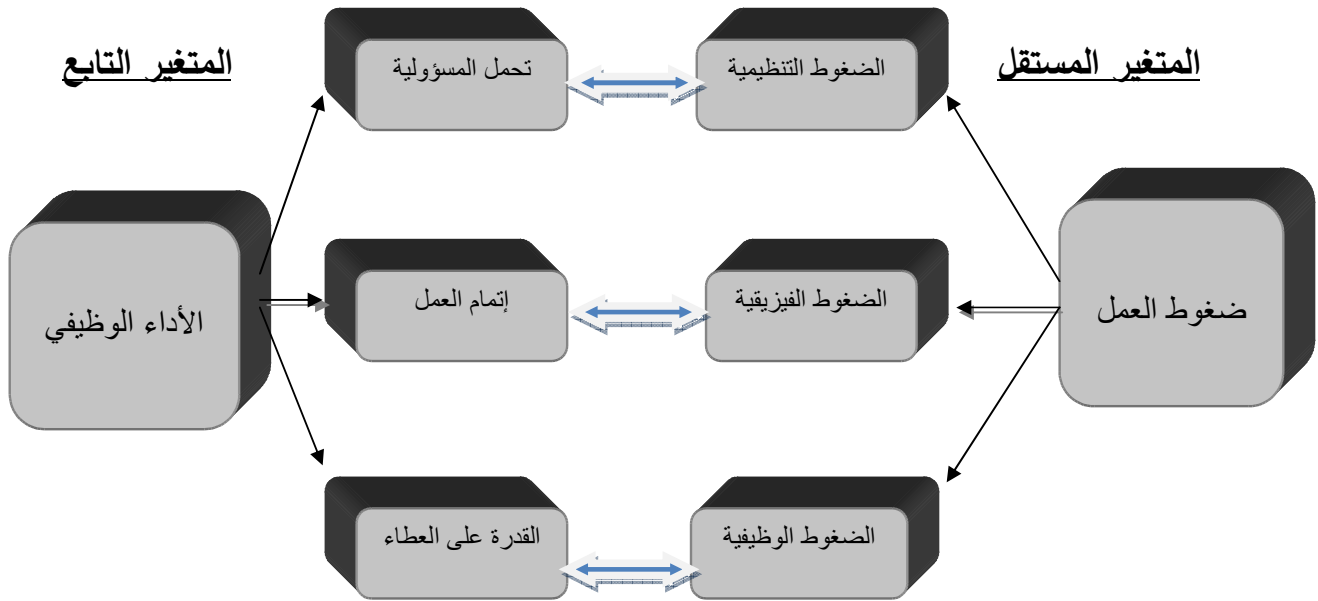 المتغير المستقل
المتغير التابع
الضغوط التنظيمية
تحمل المسؤولية
ضغوط العمل
الضغوط الفيزيقية
إتمام العمل
الأداء الوظيفي
الضغوط الوظيفية
القدرة على العطاء